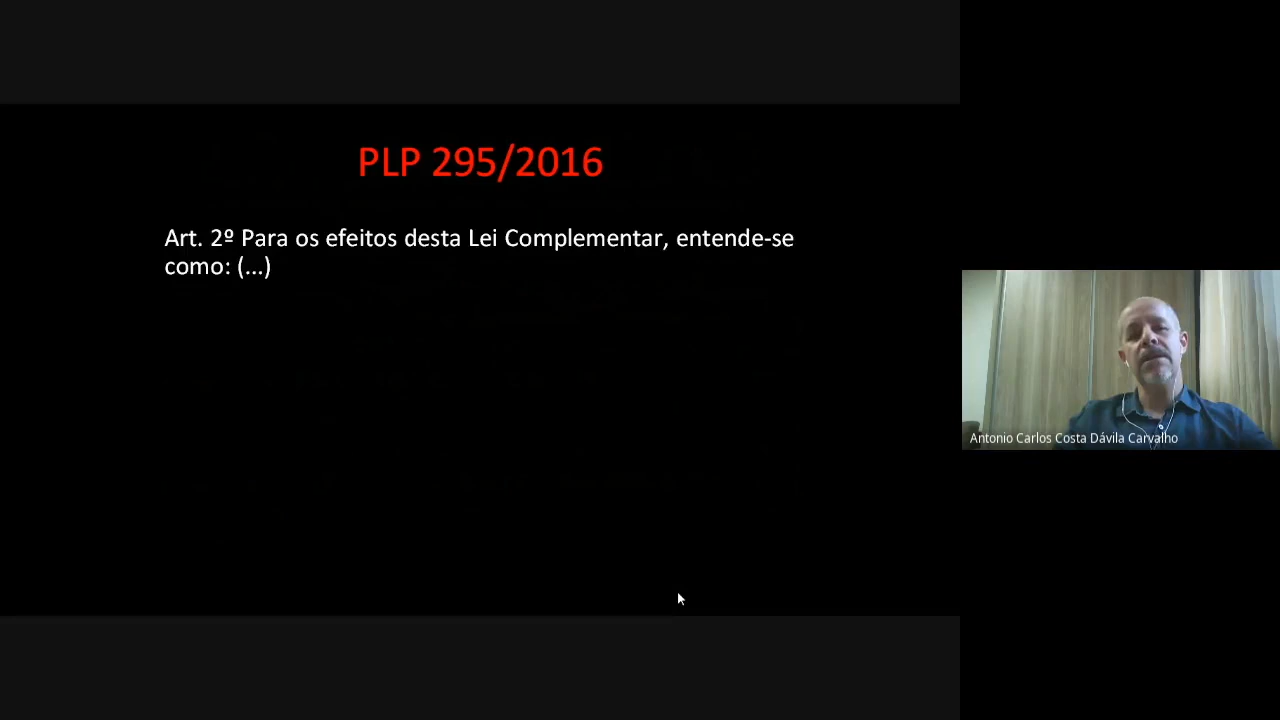 PLP 295/2016
Art. 2º Para os efeitos desta Lei Complementar, entende-se
como: (...)
Antonio Carlos Costa Dávila Carvalho